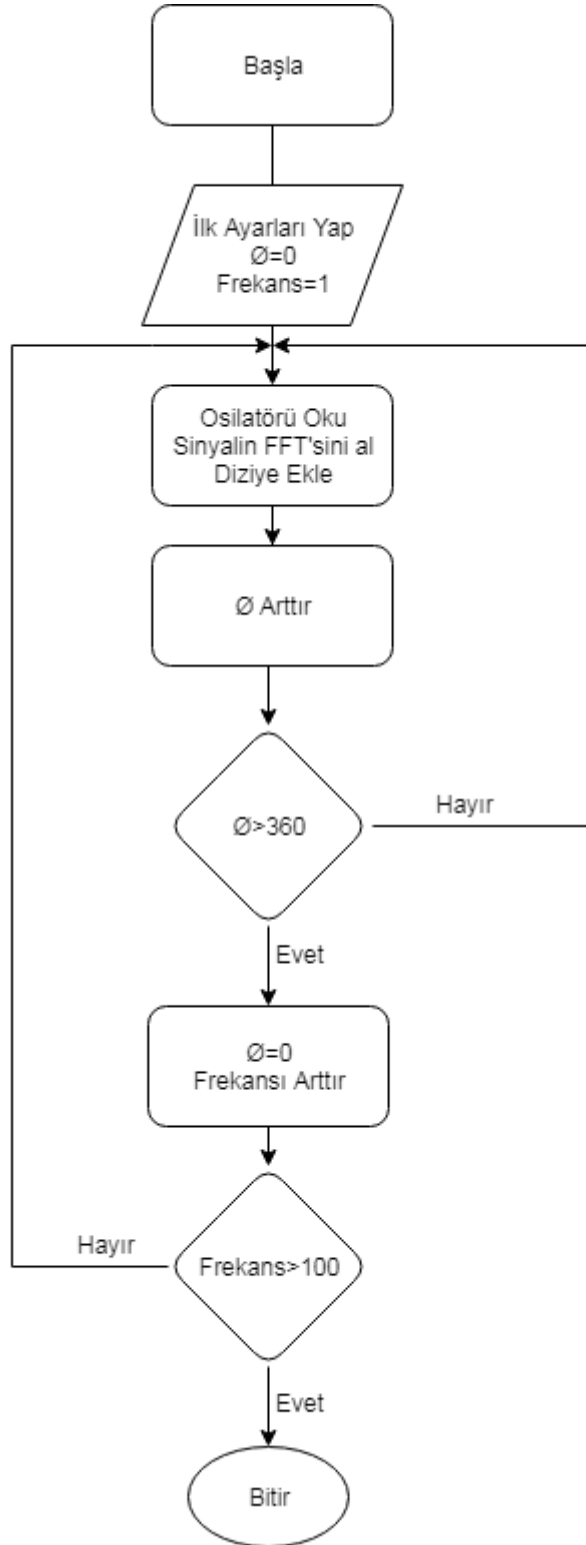 Başla
İlk Ayarları Yap
Ø=0
Frekans=1
Osilatörü Oku
Sinyalin FFT'sini al
Diziye Ekle
Ø Arttır
Ø>360
Hayır
Evet
Ø=0
Frekansı Arttır
Frekans>100
Hayır
Evet
Bitir